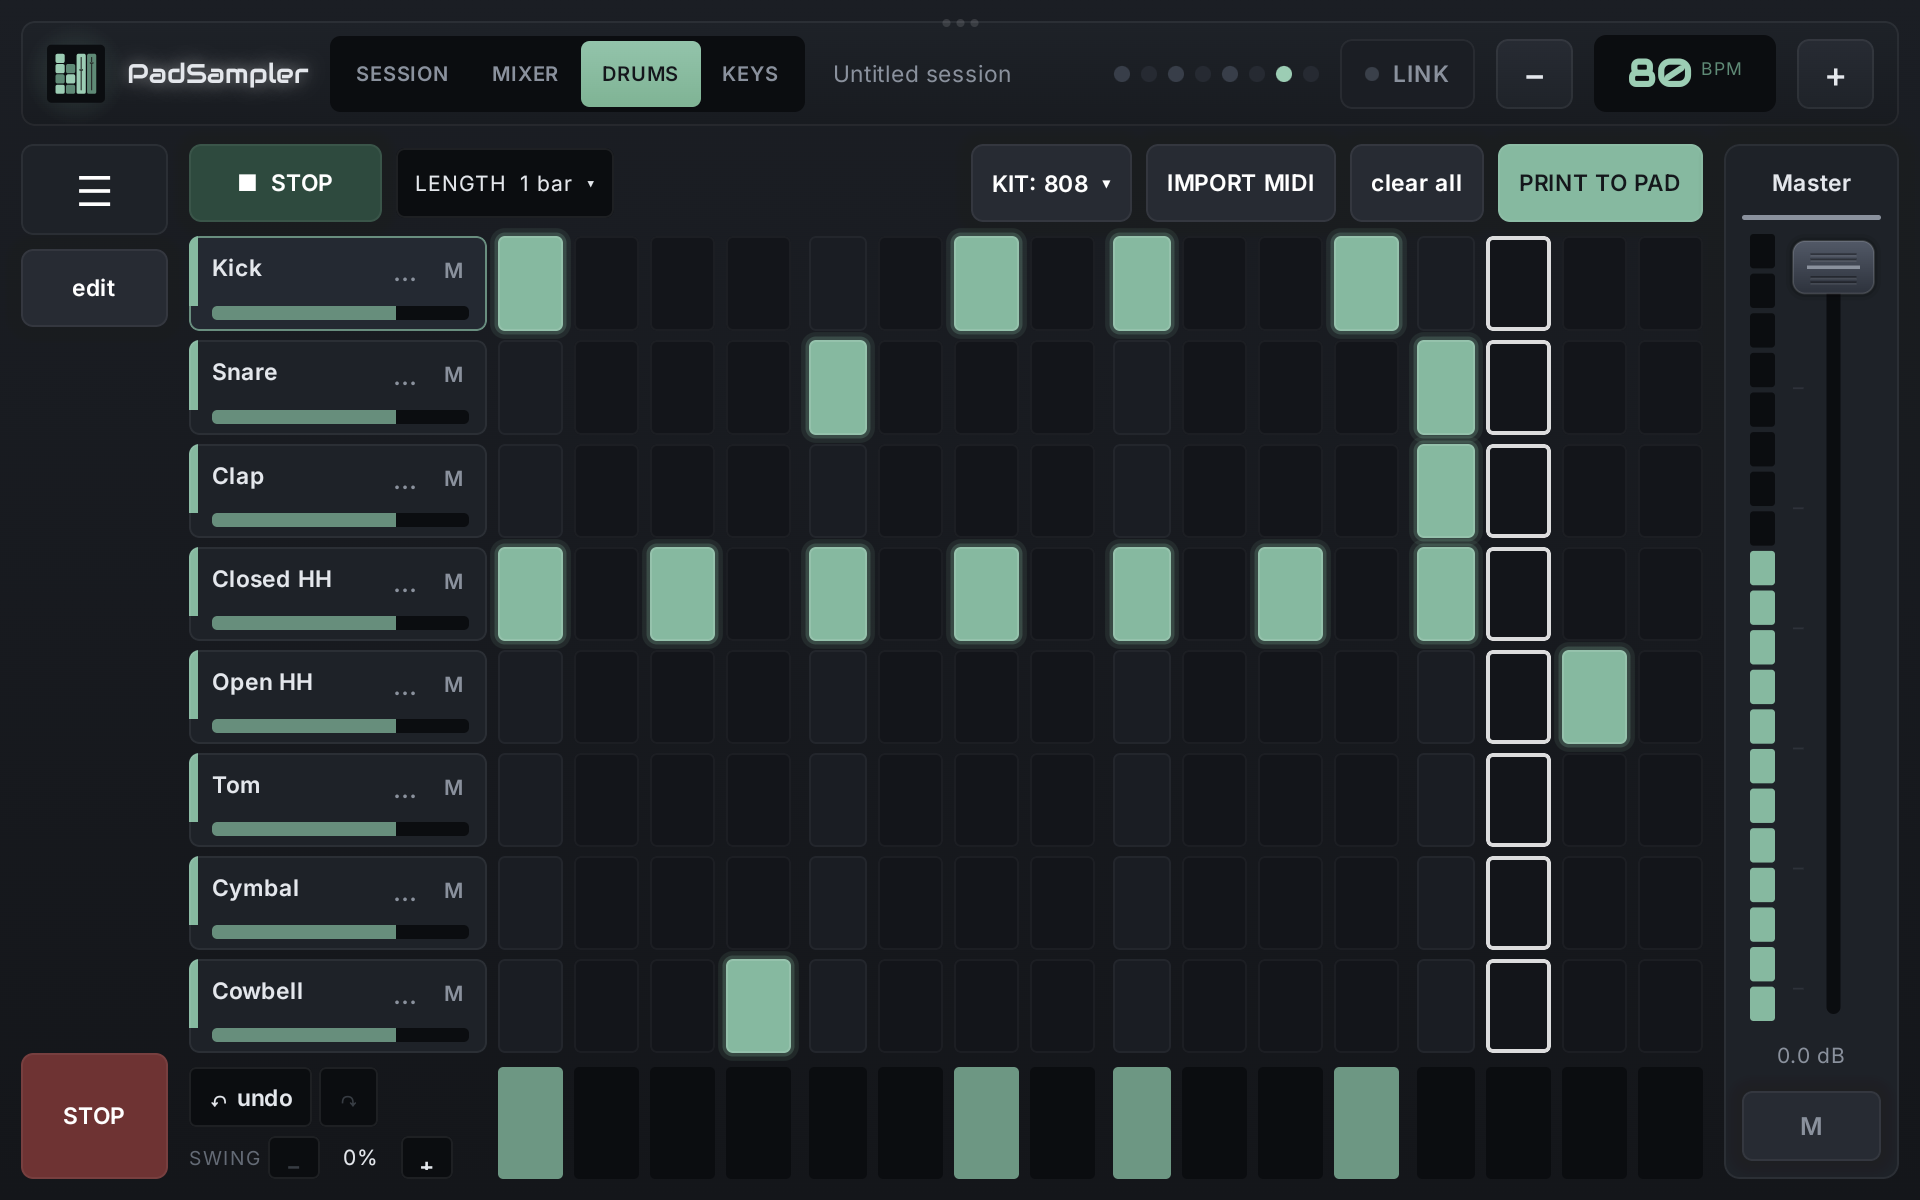 PadSampler
SESSION MIXER DRUMS KEYS
Untitled session
LINK
− 80 BPM +
STOP
LENGTH 1 bar
KIT: 808
IMPORT MIDI
clear all
PRINT TO PAD
Master
edit
Kick ... M
Snare ... M
Clap ... M
Closed HH ... M
Open HH ... M
Tom ... M
Cymbal ... M
Cowbell ... M
0.0 dB
M
STOP
undo
SWING − 0% +